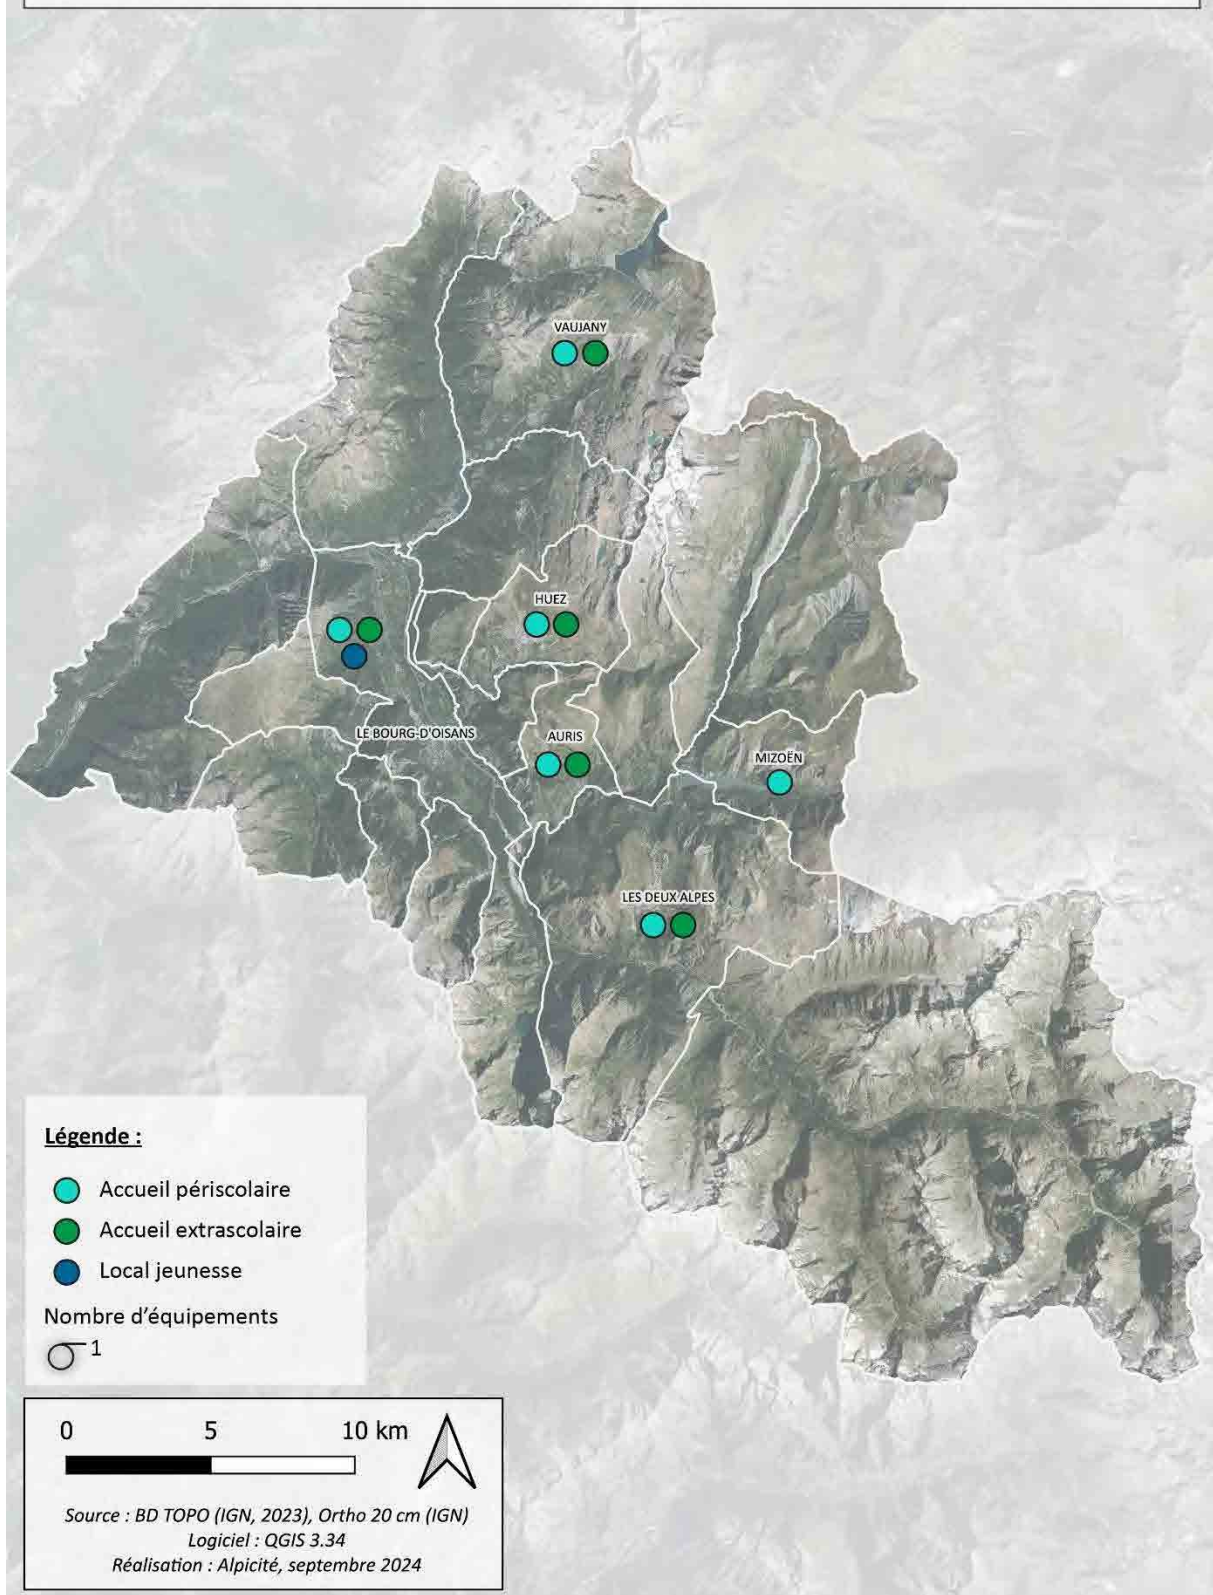 VAUJANY
HUEZ
LE BOURG-D'OISANS
AURIS
MIZOËN
LES DEUX ALPES
Légende :
Accueil périscolaire
Accueil extrascolaire
Local jeunesse
Nombre d'équipements
1
0 5 10 km
Source : BD TOPO (IGN, 2023), Ortho 20 cm (IGN)
Logiciel : QGIS 3.34
Réalisation : Alpicité, septembre 2024